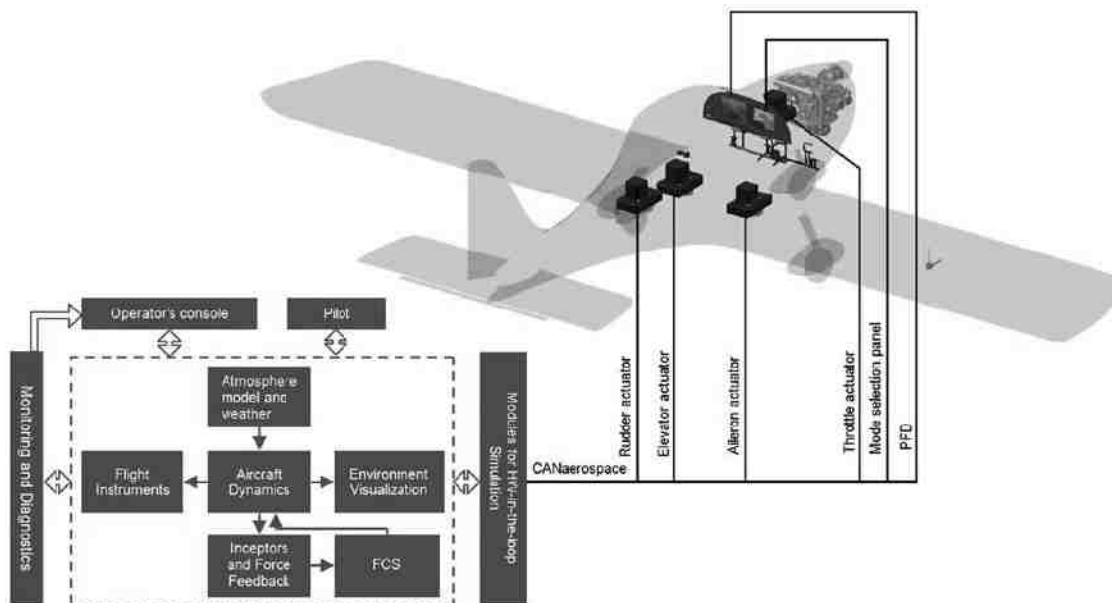 Operator's console
Pilot
Monitoring and Diagnostics
Atmosphere
model and
weather
Flight
Instruments
Aircraft
Dynamics
Environment
Visualization
Inceptors
and Force
Feedback
FCS
Modules for HW-in-the-loop
Simulation
CANaerospace
Rudder actuator
Elevator actuator
Aileron actuator
Throttle actuator
Mode selection panel
PFD